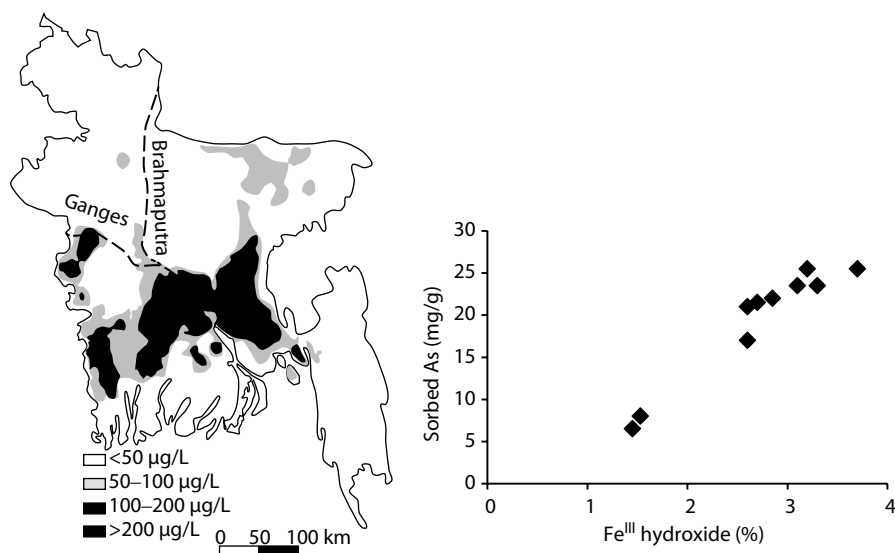 Ganges
Brahmaputra
<50 µg/L
50–100 µg/L
100–200 µg/L
>200 µg/L
0 50 100 km
Sorbed As (mg/g)
30
25
20
15
10
5
0
0 1 2 3 4
Fe^III hydroxide (%)